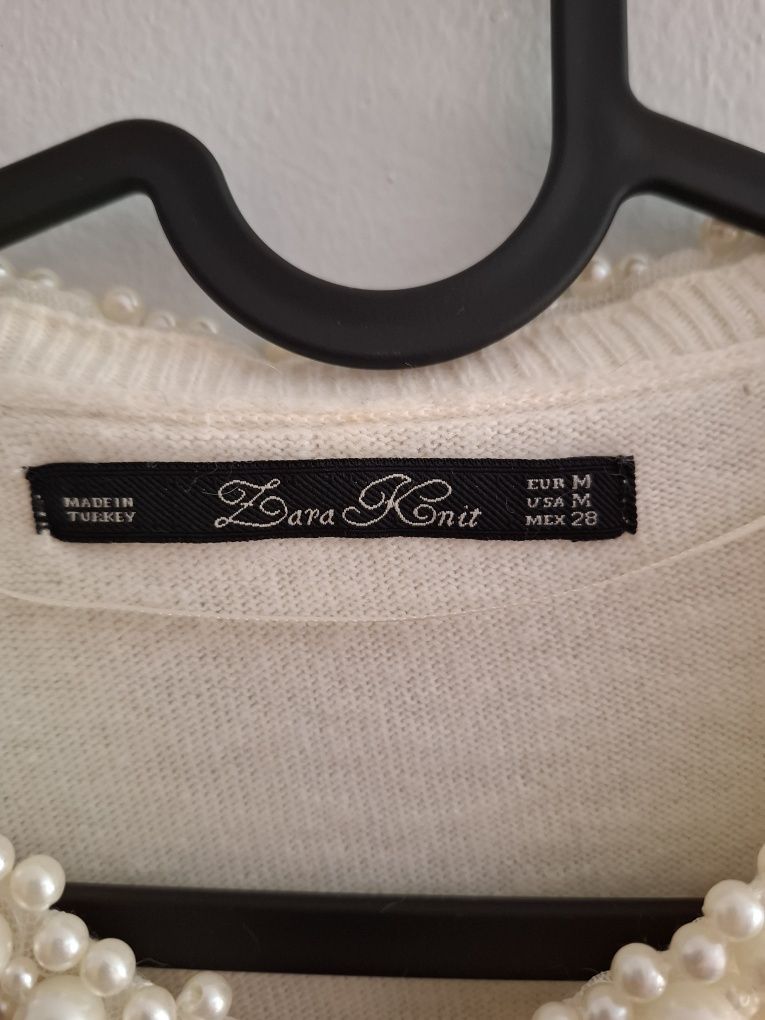 MADE IN
TURKEY
Zara Knit
EUR M
USA M
MEX 28